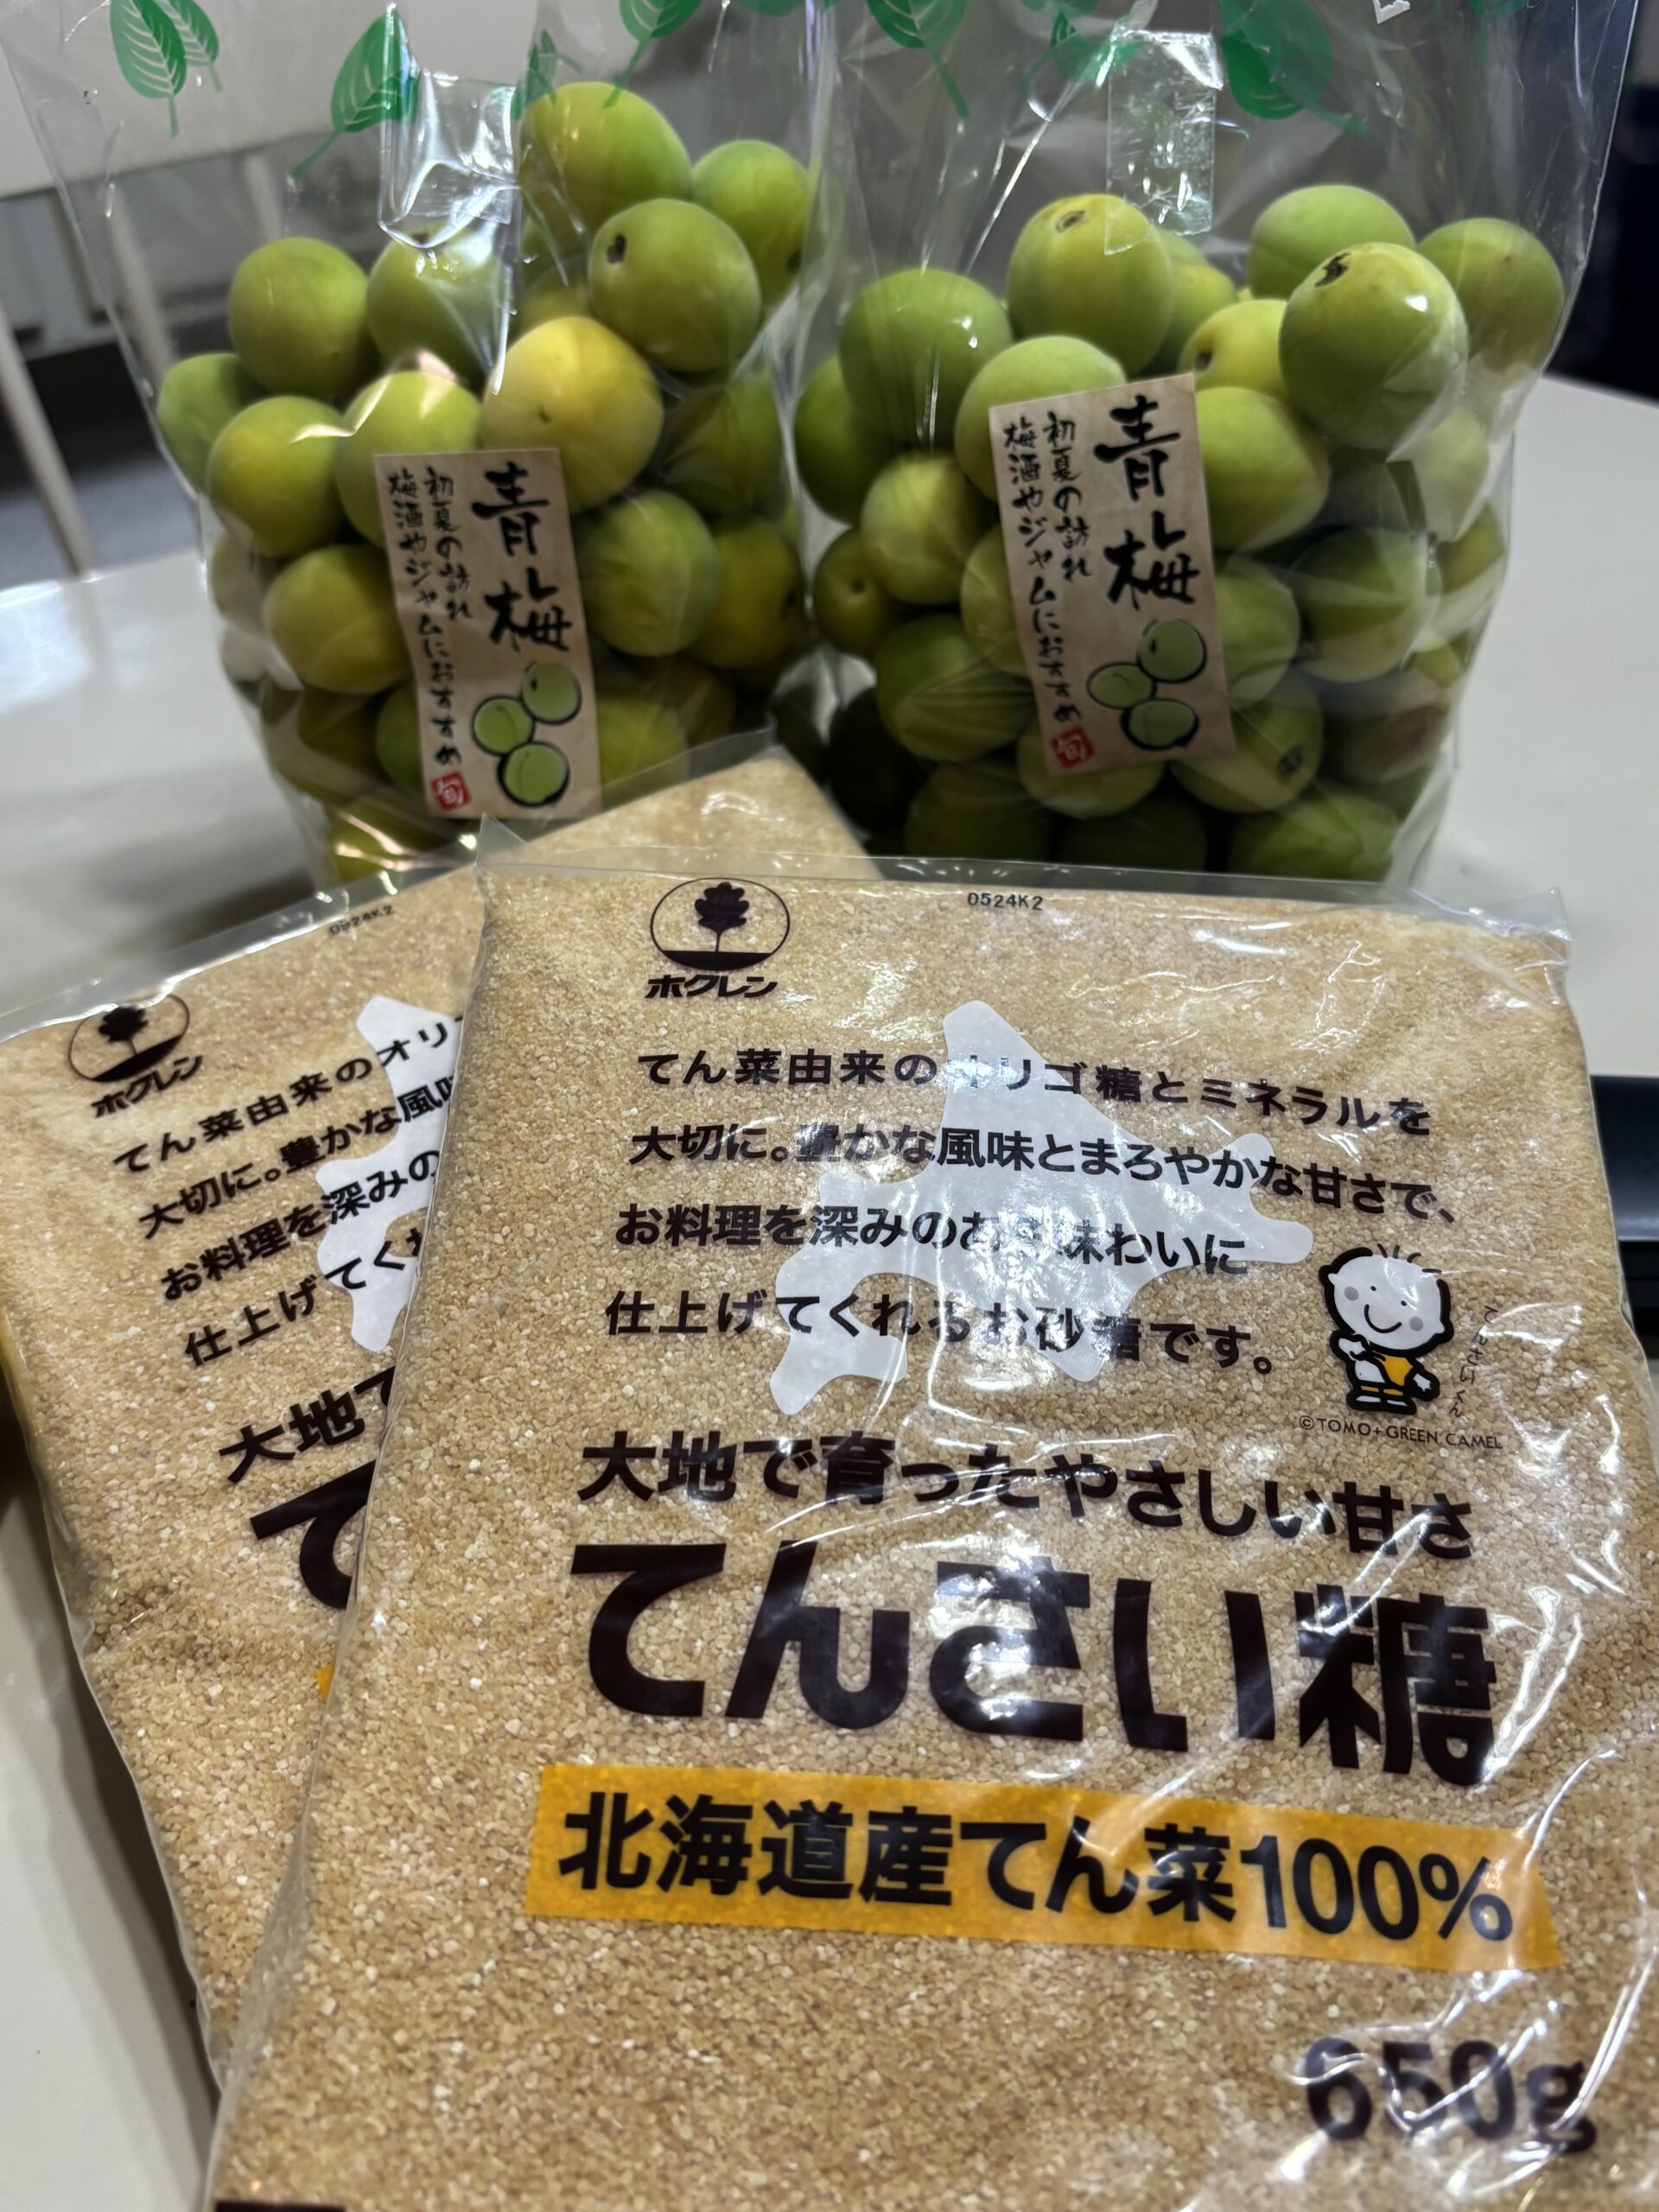 青梅
初夏の訪れ
梅酒やジャムにおすすめ
旬
青梅
初夏の訪れ
梅酒やジャムにおすすめ
旬
0524K2
ホクレン
てん菜由来のオリ
大切に。豊かな風味
お料理を深みの
仕上げてくれ
大地で
て
0524K2
ホクレン
てん菜由来のオリゴ糖とミネラルを
大切に。豊かな風味とまろやかな甘さで、
お料理を深みのある味わいに
仕上げてくれるお砂糖です。
©TOMO+GREEN CAMEL
大地で育ったやさしい甘さ
てんさい糖
北海道産てん菜100%
650g